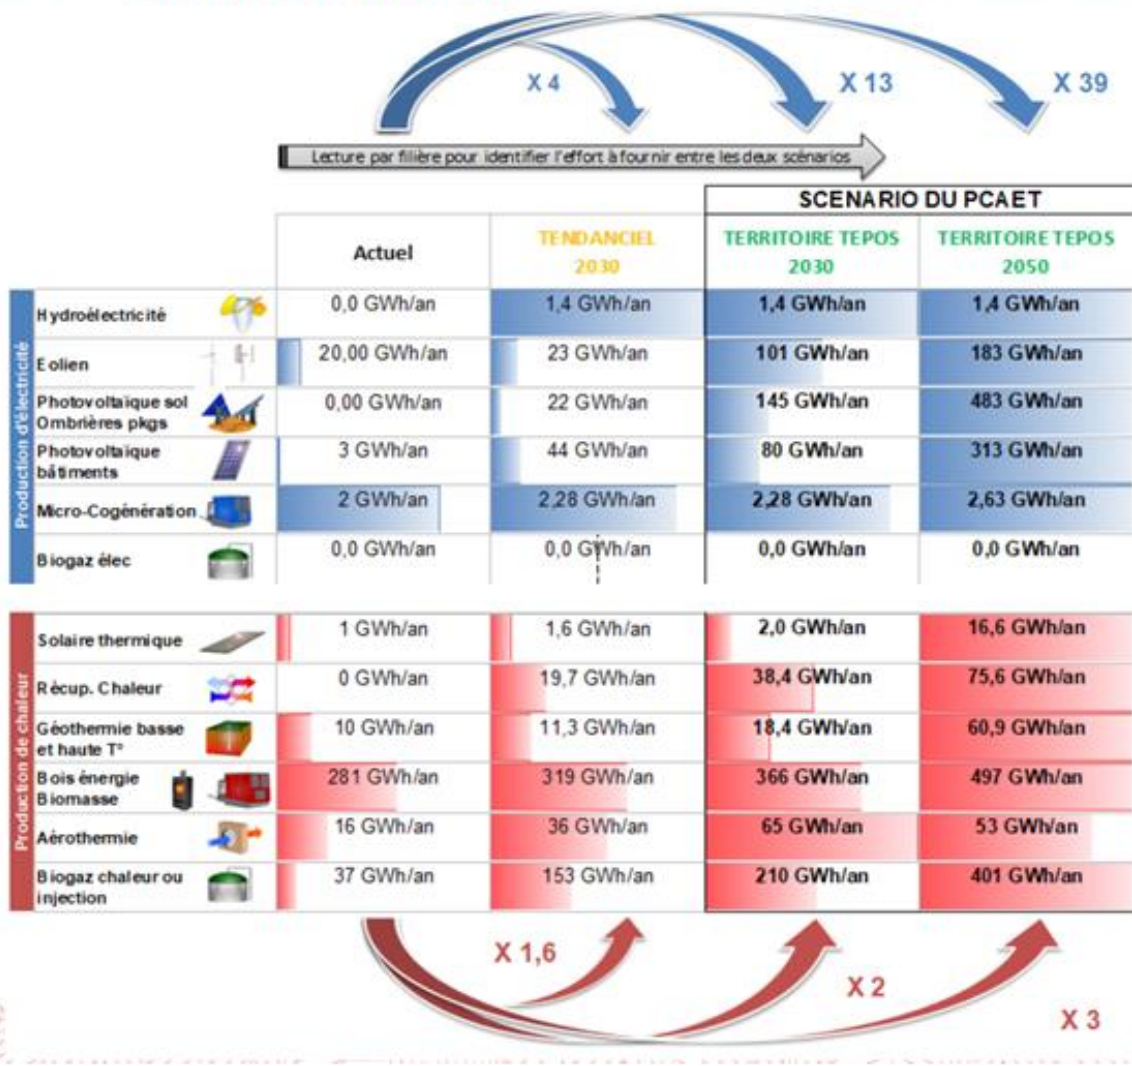 X 4
X 13
X 39
Lecture par filière pour identifier l'effort à fournir entre les deux scénarios
SCENARIO DU PCAET
Actuel
TENDANCIEL
2030
TERRITOIRE TEPOS
2030
TERRITOIRE TEPOS
2050
Production d'électricité
Hydroélectricité
0,0 GWh/an
1,4 GWh/an
1,4 GWh/an
1,4 GWh/an
Eolien
20,00 GWh/an
23 GWh/an
101 GWh/an
183 GWh/an
Photovoltaïque sol
Ombrières pkgs
0,00 GWh/an
22 GWh/an
145 GWh/an
483 GWh/an
Photovoltaïque
bâtiments
3 GWh/an
44 GWh/an
80 GWh/an
313 GWh/an
Micro-Cogénération
2 GWh/an
2,28 GWh/an
2,28 GWh/an
2,63 GWh/an
Biogaz élec
0,0 GWh/an
0,0 GWh/an
0,0 GWh/an
0,0 GWh/an
Production de chaleur
Solaire thermique
1 GWh/an
1,6 GWh/an
2,0 GWh/an
16,6 GWh/an
Récup. Chaleur
0 GWh/an
19,7 GWh/an
38,4 GWh/an
75,6 GWh/an
Géothermie basse
et haute T°
10 GWh/an
11,3 GWh/an
18,4 GWh/an
60,9 GWh/an
Bois énergie
Biomasse
281 GWh/an
319 GWh/an
366 GWh/an
497 GWh/an
Aérothermie
16 GWh/an
36 GWh/an
65 GWh/an
53 GWh/an
Biogaz chaleur ou
injection
37 GWh/an
153 GWh/an
210 GWh/an
401 GWh/an
X 1,6
X 2
X 3